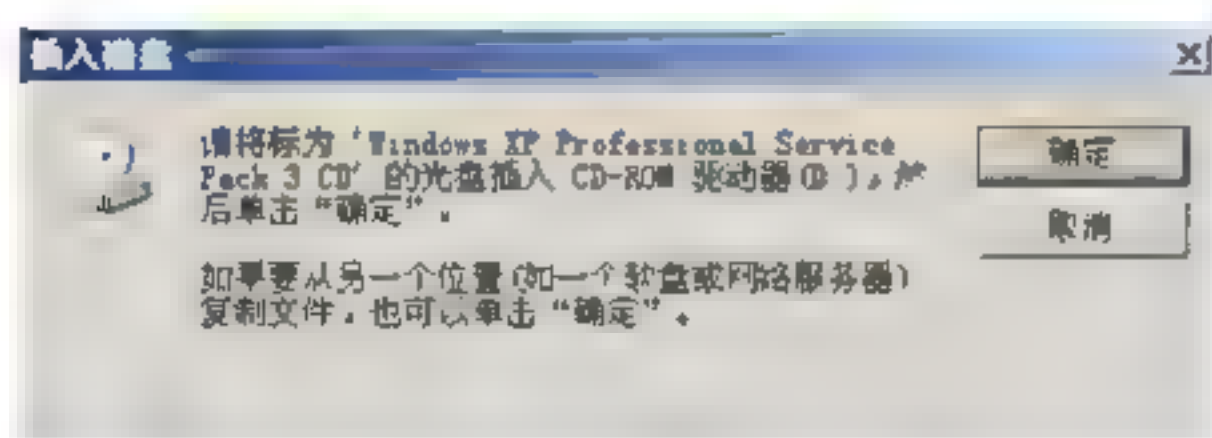 插入磁盘
请将标为 'Windows XP Professional Service
Pack 3 CD' 的光盘插入 CD-ROM 驱动器(D:)，然
后单击“确定”。
确定
取消
如果要从另一个位置(如一个软盘或网络服务器)
复制文件，也可以单击“确定”。